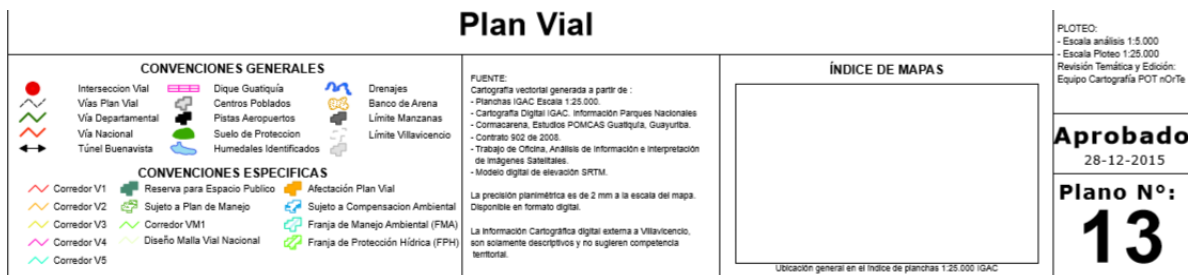 Plan Vial
CONVENCIONES GENERALES
Interseccion Vial
Vías Plan Vial
Vía Departamental
Vía Nacional
Túnel Buenavista
Dique Guatiquía
Centros Poblados
Pistas Aeropuertos
Suelo de Proteccion
Humedales Identificados
Drenajes
Banco de Arena
Límite Manzanas
Límite Villavicencio
CONVENCIONES ESPECIFICAS
Corredor V1
Corredor V2
Corredor V3
Corredor V4
Corredor V5
Reserva para Espacio Publico
Sujeto a Plan de Manejo
Corredor VM1
Diseño Malla Vial Nacional
Afectación Plan Vial
Sujeto a Compensacion Ambiental
Franja de Manejo Ambiental (FMA)
Franja de Protección Hídrica (FPH)
FUENTE:
Cartografía vectorial generada a partir de :
- Planchas IGAC Escala 1:25.000.
- Cartografía Digital IGAC. Información Parques Nacionales
- Cormacarena, Estudios POMCAS Guatiquía, Guayuriba.
- Contrato 902 de 2008.
- Trabajo de Oficina, Análisis de Información e Interpretación
de Imágenes Satelitales.
- Modelo digital de elevación SRTM.
La precisión planimétrica es de 2 mm a la escala del mapa.
Disponible en formato digital.
La Información Cartográfica digital externa a Villavicencio,
son solamente descriptivos y no sugieren competencia
territorial.
ÍNDICE DE MAPAS
Ubicación general en el índice de planchas 1:25.000 IGAC
PLOTEO:
- Escala análisis 1:5.000
- Escala Ploteo 1:25.000
Revisión Temática y Edición:
Equipo Cartografía POT nOrTe
Aprobado
28-12-2015
Plano Nº:
13